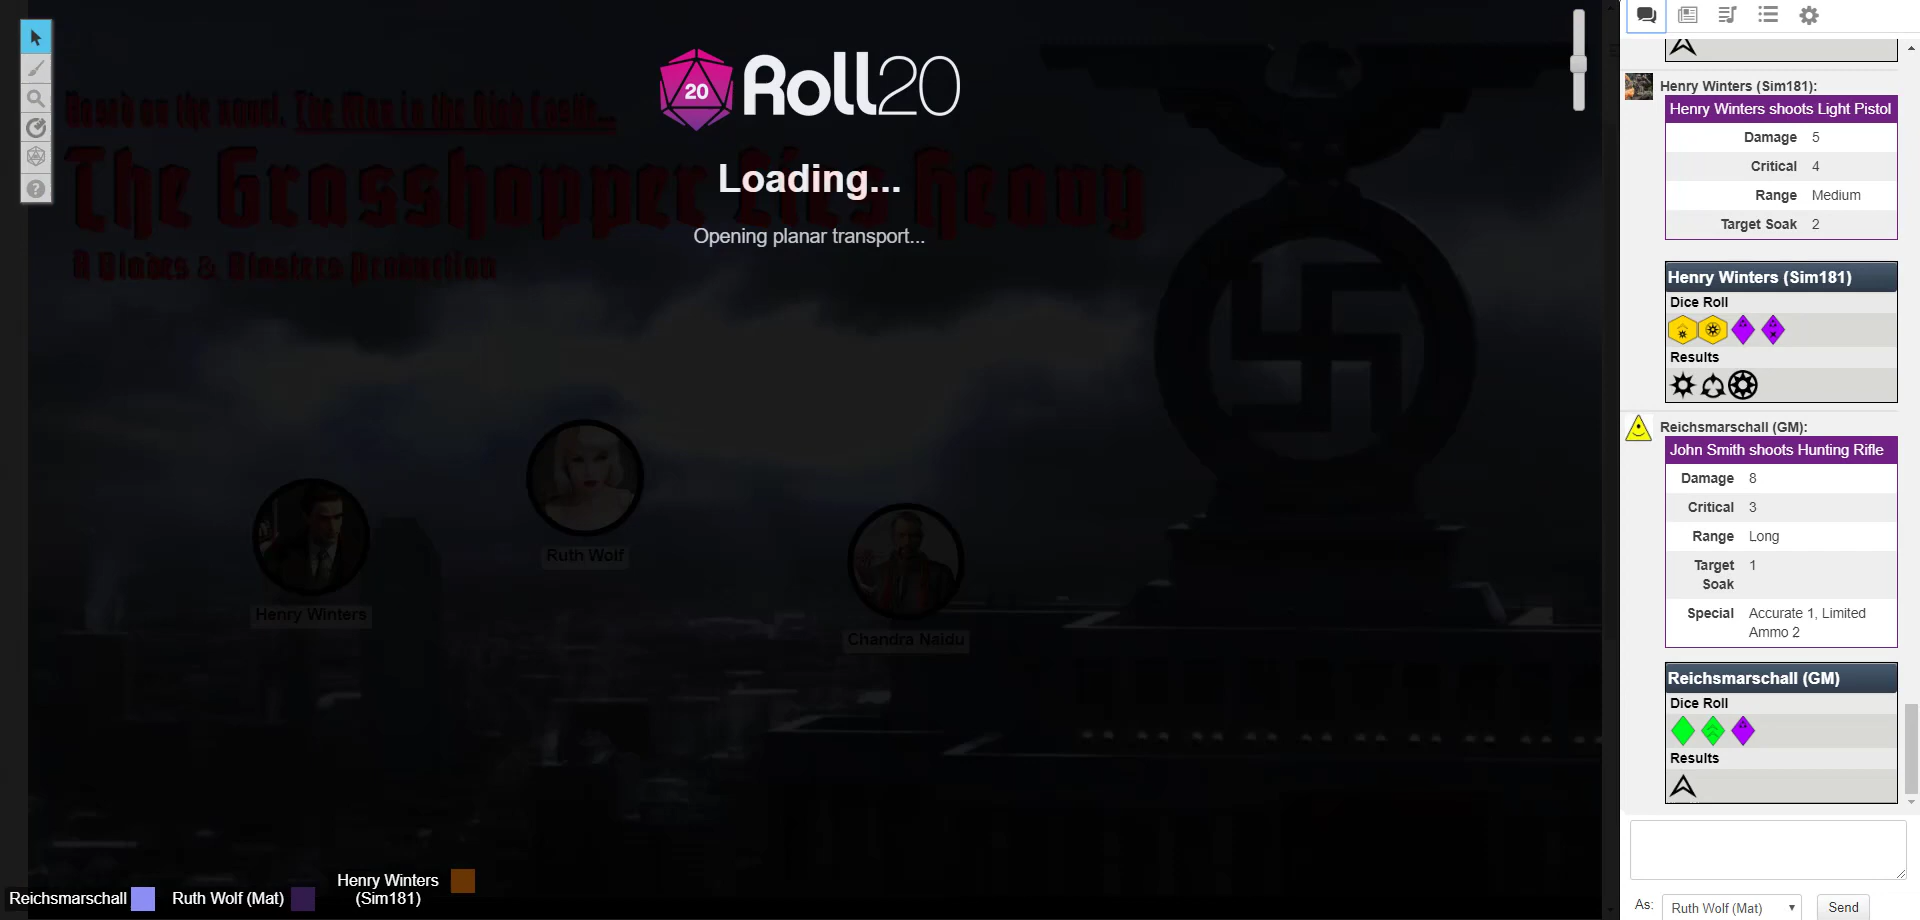 20
Roll20
Loading...
Opening planar transport...
Based on the novel, The Man in the High Castle...
The Grasshopper Lies Heavy
A Blades & Blasters Production
Ruth Wolf
Henry Winters
Chandra Naidu
Reichsmarschall
Ruth Wolf (Mat)
Henry Winters
(Sim181)
Henry Winters (Sim181):
Henry Winters shoots Light Pistol
Damage 5
Critical 4
Range Medium
Target Soak 2
Henry Winters (Sim181)
Dice Roll
Results
Reichsmarschall (GM):
John Smith shoots Hunting Rifle
Damage 8
Critical 3
Range Long
Target 1
Soak
Special Accurate 1, Limited
Ammo 2
Reichsmarschall (GM)
Dice Roll
Results
As: Ruth Wolf (Mat) Send